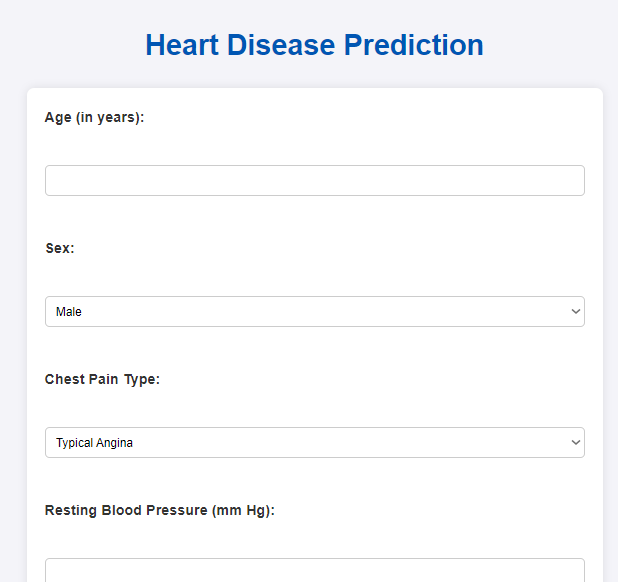 Heart Disease Prediction
Age (in years):
Sex:
Male
Chest Pain Type:
Typical Angina
Resting Blood Pressure (mm Hg):